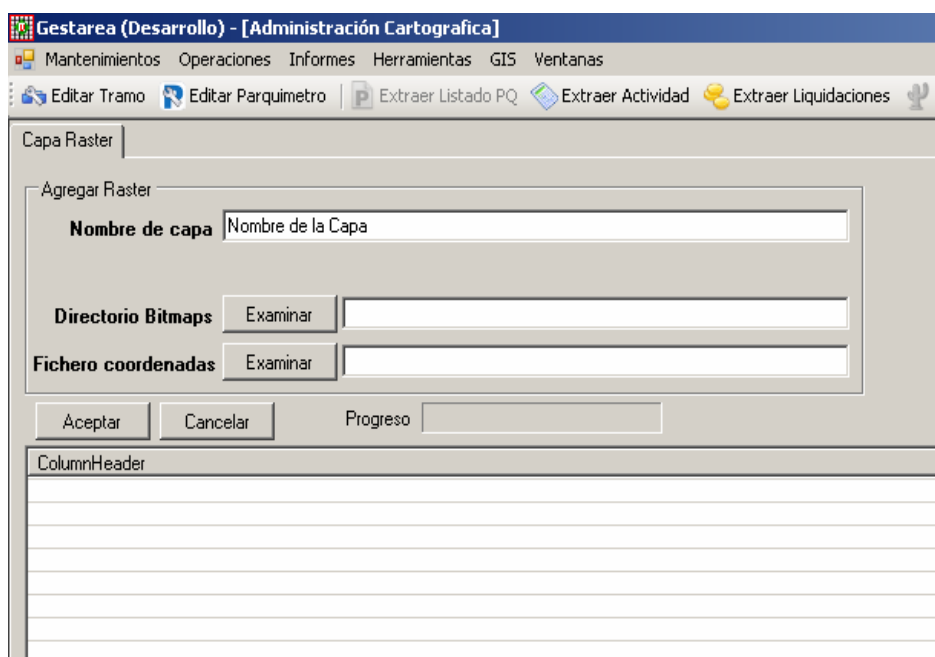 Gestarea (Desarrollo) - [Administración Cartografica]
Mantenimientos Operaciones Informes Herramientas GIS Ventanas
Editar Tramo Editar Parquimetro P Extraer Listado PQ Extraer Actividad Extraer Liquidaciones
Capa Raster
Agregar Raster
Nombre de capa Nombre de la Capa
Directorio Bitmaps Examinar
Fichero coordenadas Examinar
Aceptar Cancelar Progreso
ColumnHeader